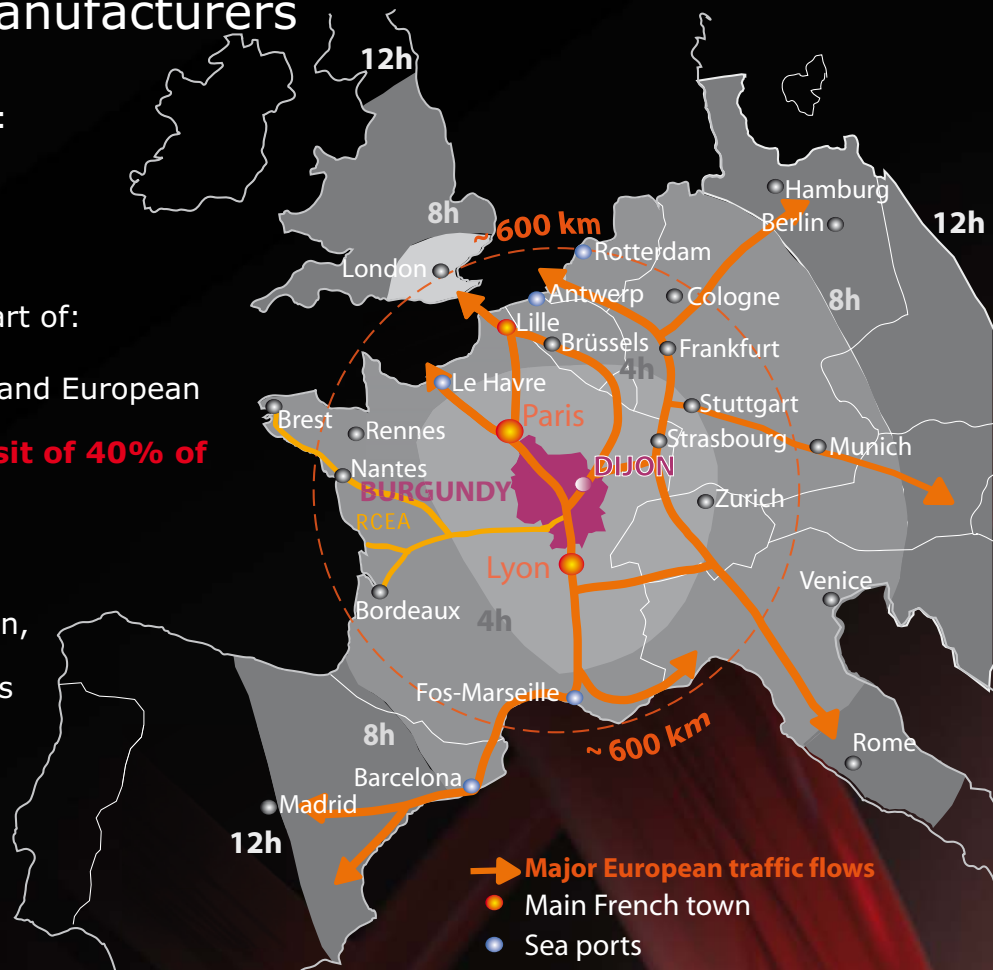 anufacturers
:
art of:
and European
sit of 40% of
n,
s
12h
8h
~ 600 km
London
Rotterdam
Antwerp
Lille
Brüssels
Cologne
Hamburg
Berlin
12h
8h
Frankfurt
4h
Le Havre
Paris
Stuttgart
Brest
Rennes
Strasbourg
Munich
Nantes
DIJON
BURGUNDY
Zurich
RCEA
Lyon
Venice
Bordeaux
4h
Fos-Marseille
~ 600 km
8h
Rome
Barcelona
Madrid
12h
Major European traffic flows
Main French town
Sea ports